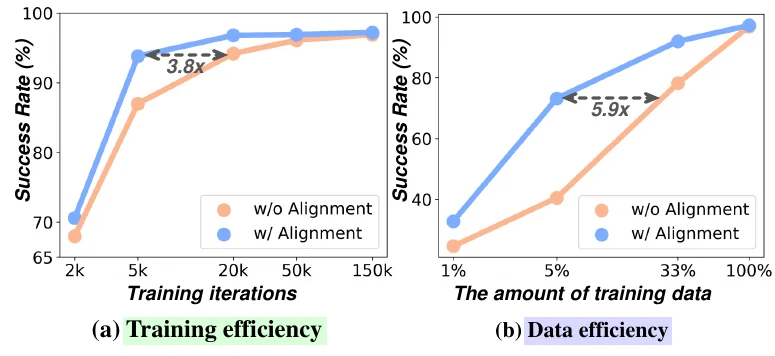 100
90
80
70
65
Success Rate (%)
3.8x
w/o Alignment
w/ Alignment
2k 5k 20k 50k 150k
Training iterations
(a) Training efficiency
100
80
60
40
Success Rate (%)
5.9x
w/o Alignment
w/ Alignment
1% 5% 33% 100%
The amount of training data
(b) Data efficiency